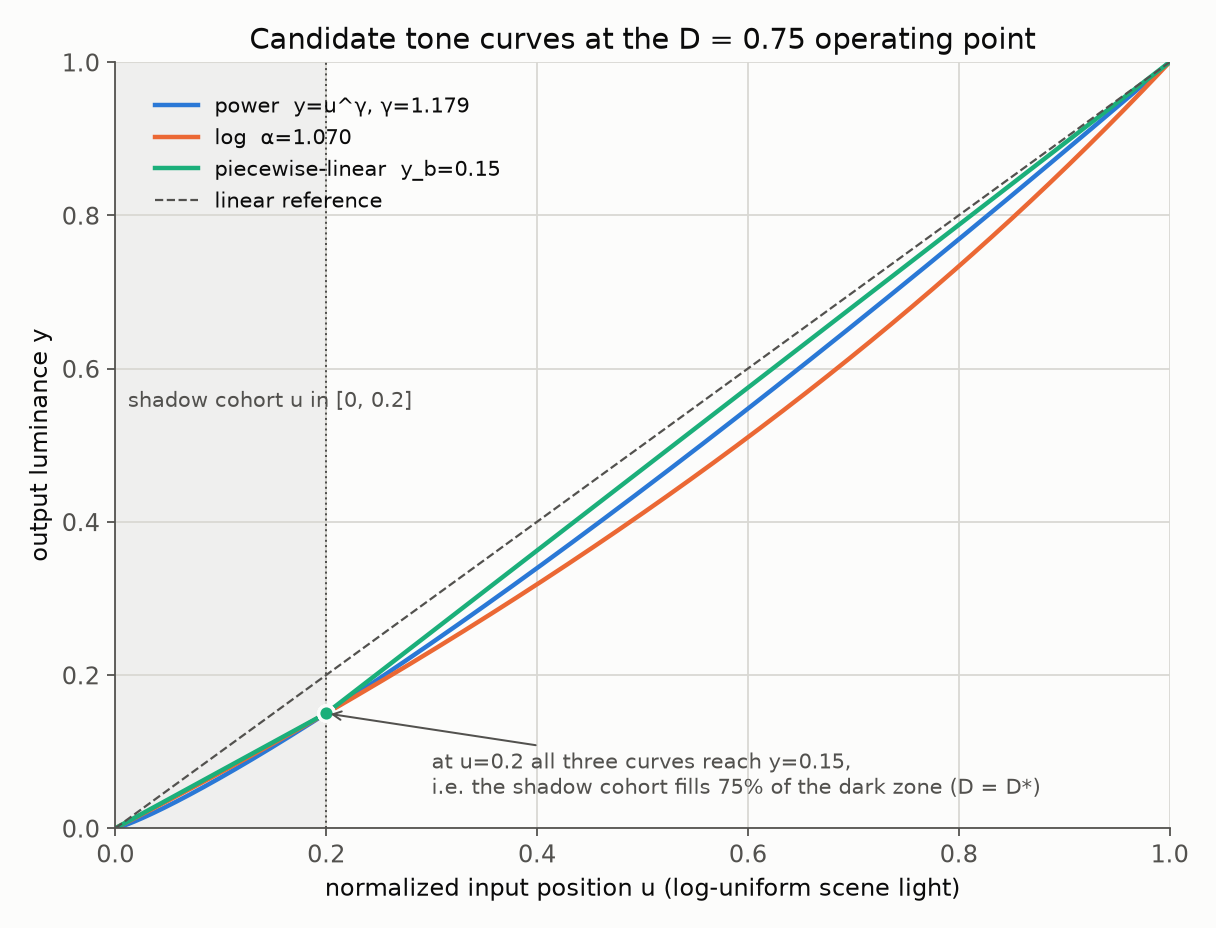 Candidate tone curves at the D = 0.75 operating point
power  y=u^γ, γ=1.179
log  α=1.070
piecewise-linear  y_b=0.15
linear reference
shadow cohort u in [0, 0.2]
at u=0.2 all three curves reach y=0.15,
i.e. the shadow cohort fills 75% of the dark zone (D = D*)
output luminance y
1.0
0.8
0.6
0.4
0.2
0.0
0.0 0.2 0.4 0.6 0.8 1.0
normalized input position u (log-uniform scene light)